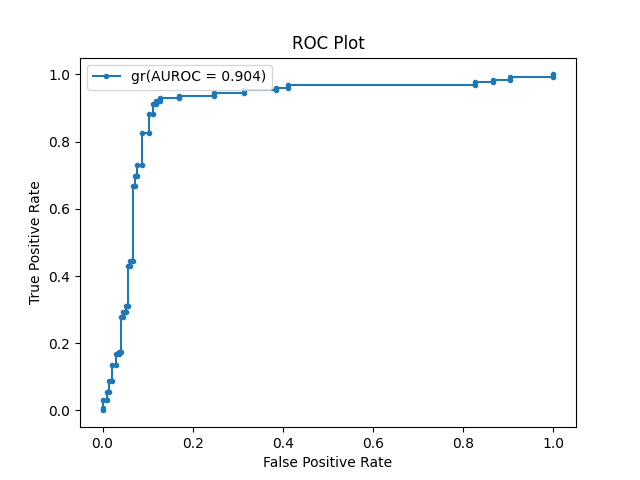 ROC Plot
gr(AUROC = 0.904)
1.0
0.8
0.6
0.4
0.2
0.0
True Positive Rate
0.0 0.2 0.4 0.6 0.8 1.0
False Positive Rate